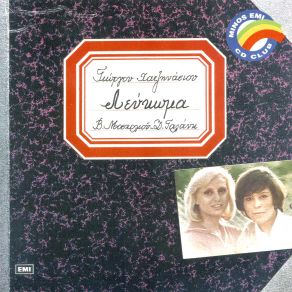 MINOS EMI
CD CLUB
Γιώργου Χατζηνάσιου
Λεύκωμα
Β. Μοσχολιού Δ. Γαλάνη
EMI